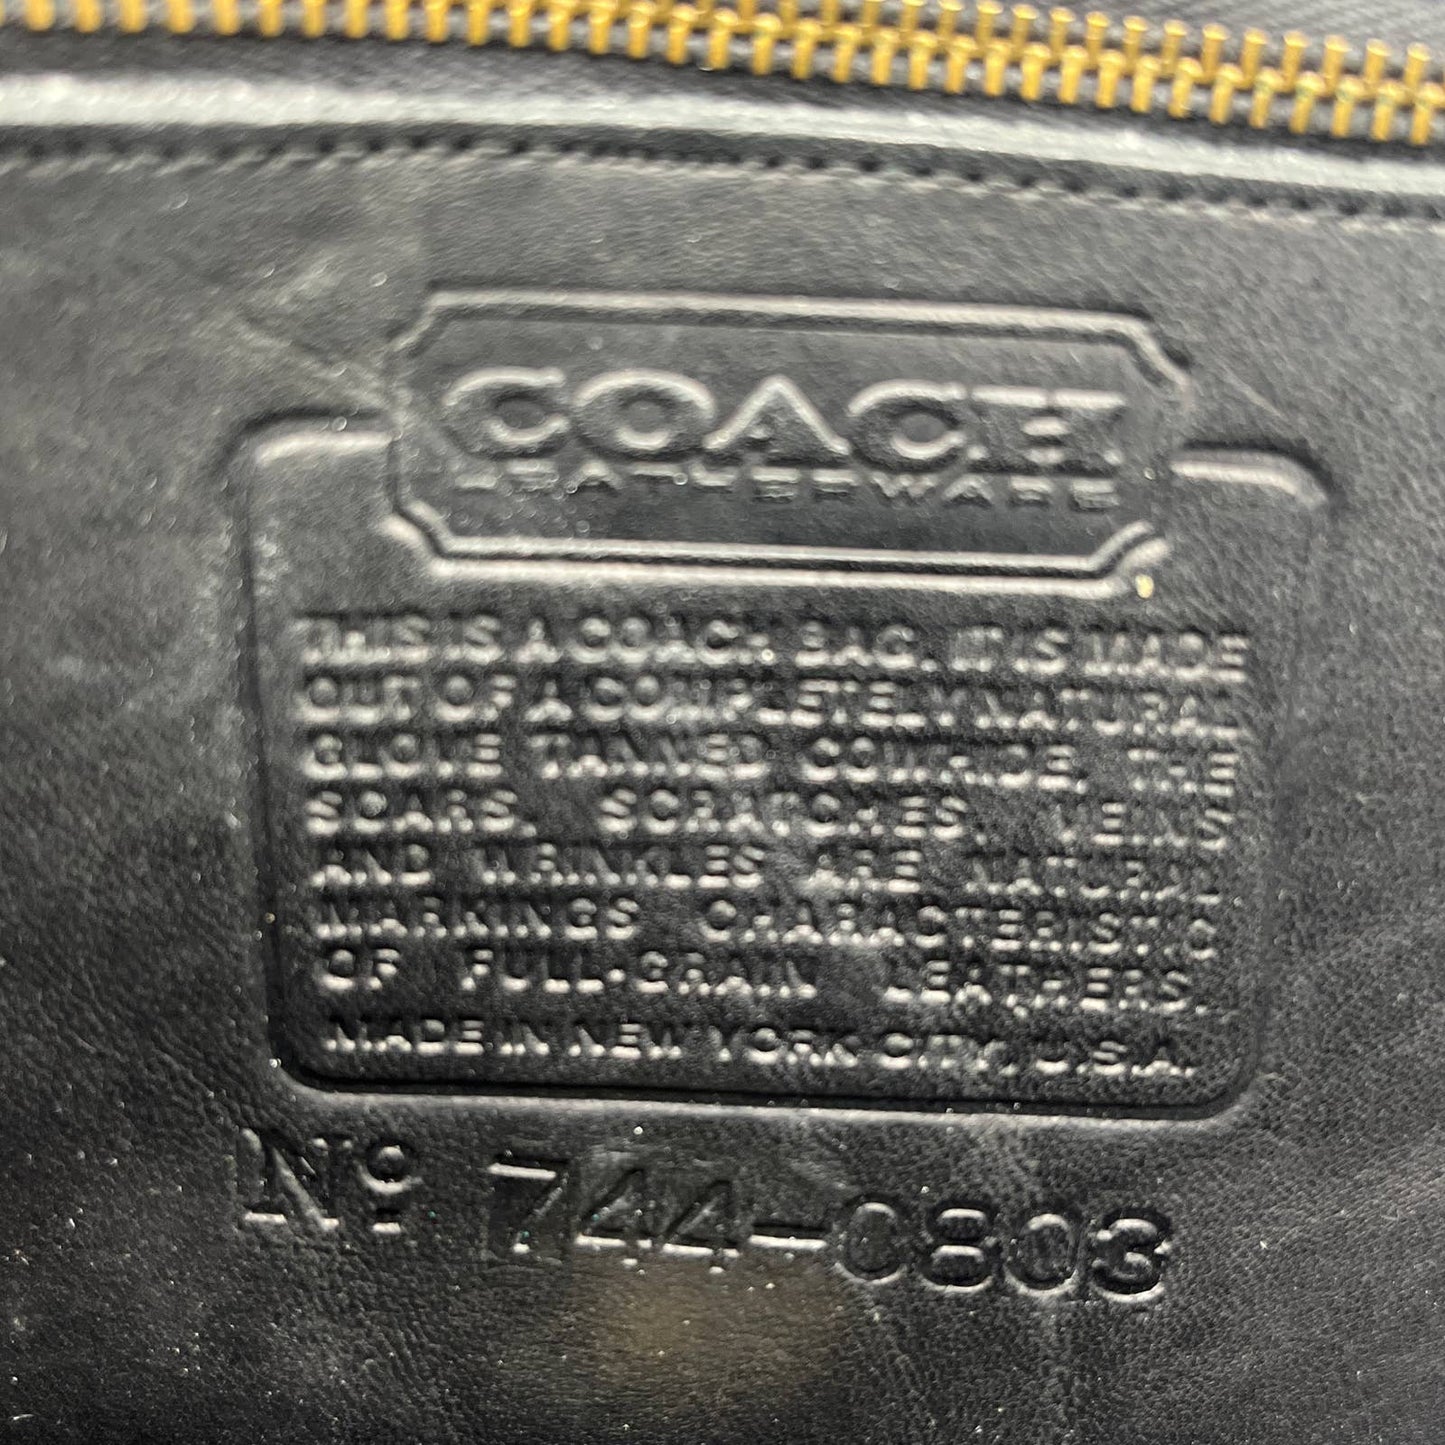 COACH
LEATHERWARE
THIS IS A COACH BAG. IT IS MADE
OUT OF A COMPLETELY NATURAL
GLOVE TANNED COWHIDE. THE
SCARS, SCRATCHES, VEINS
AND WRINKLES ARE NATURAL
MARKINGS CHARACTERISTIC
OF FULL-GRAIN LEATHERS.
MADE IN NEW YORK CITY, U.S.A.
Nº 744-0803